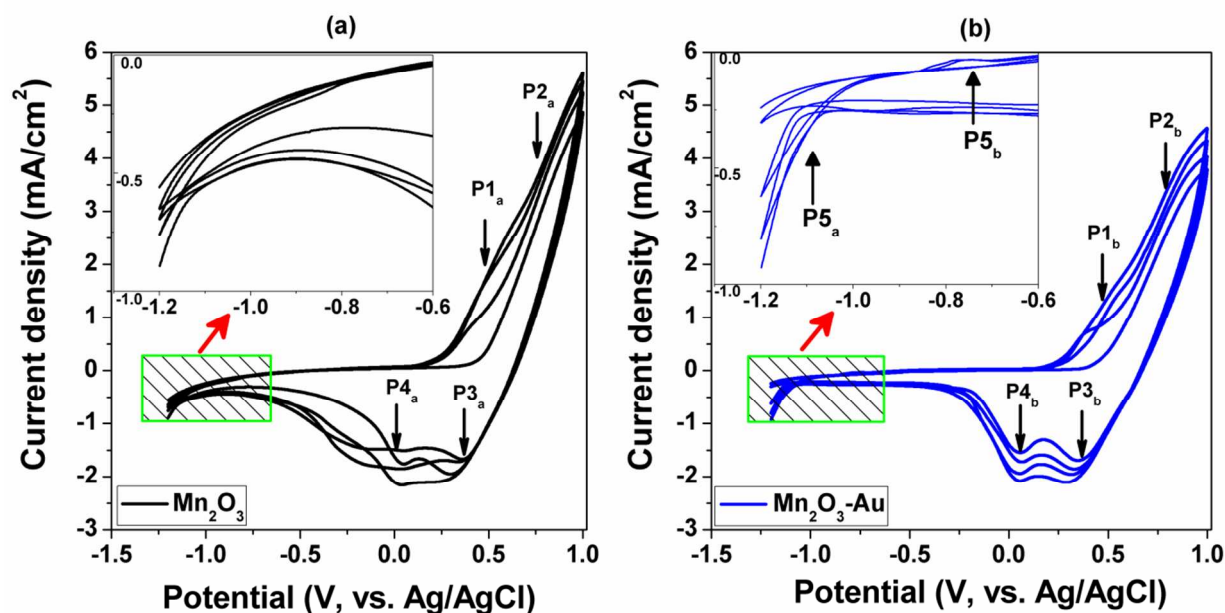 (a)
Current density (mA/cm²)
6
5
4
3
2
1
0
-1
-2
-3
0.0
-0.5
-1.0
-1.2
-1.0
-0.8
-0.6
P1ₐ
P2ₐ
P4ₐ
P3ₐ
Mn₂O₃
-1.5
-1.0
-0.5
0.0
0.5
1.0
Potential (V, vs. Ag/AgCl)
(b)
Current density (mA/cm²)
6
5
4
3
2
1
0
-1
-2
-3
0.0
-0.5
-1.0
-1.2
-1.0
-0.8
-0.6
P5ₐ
P5b
P1b
P2b
P4b
P3b
Mn₂O₃-Au
-1.5
-1.0
-0.5
0.0
0.5
1.0
Potential (V, vs. Ag/AgCl)